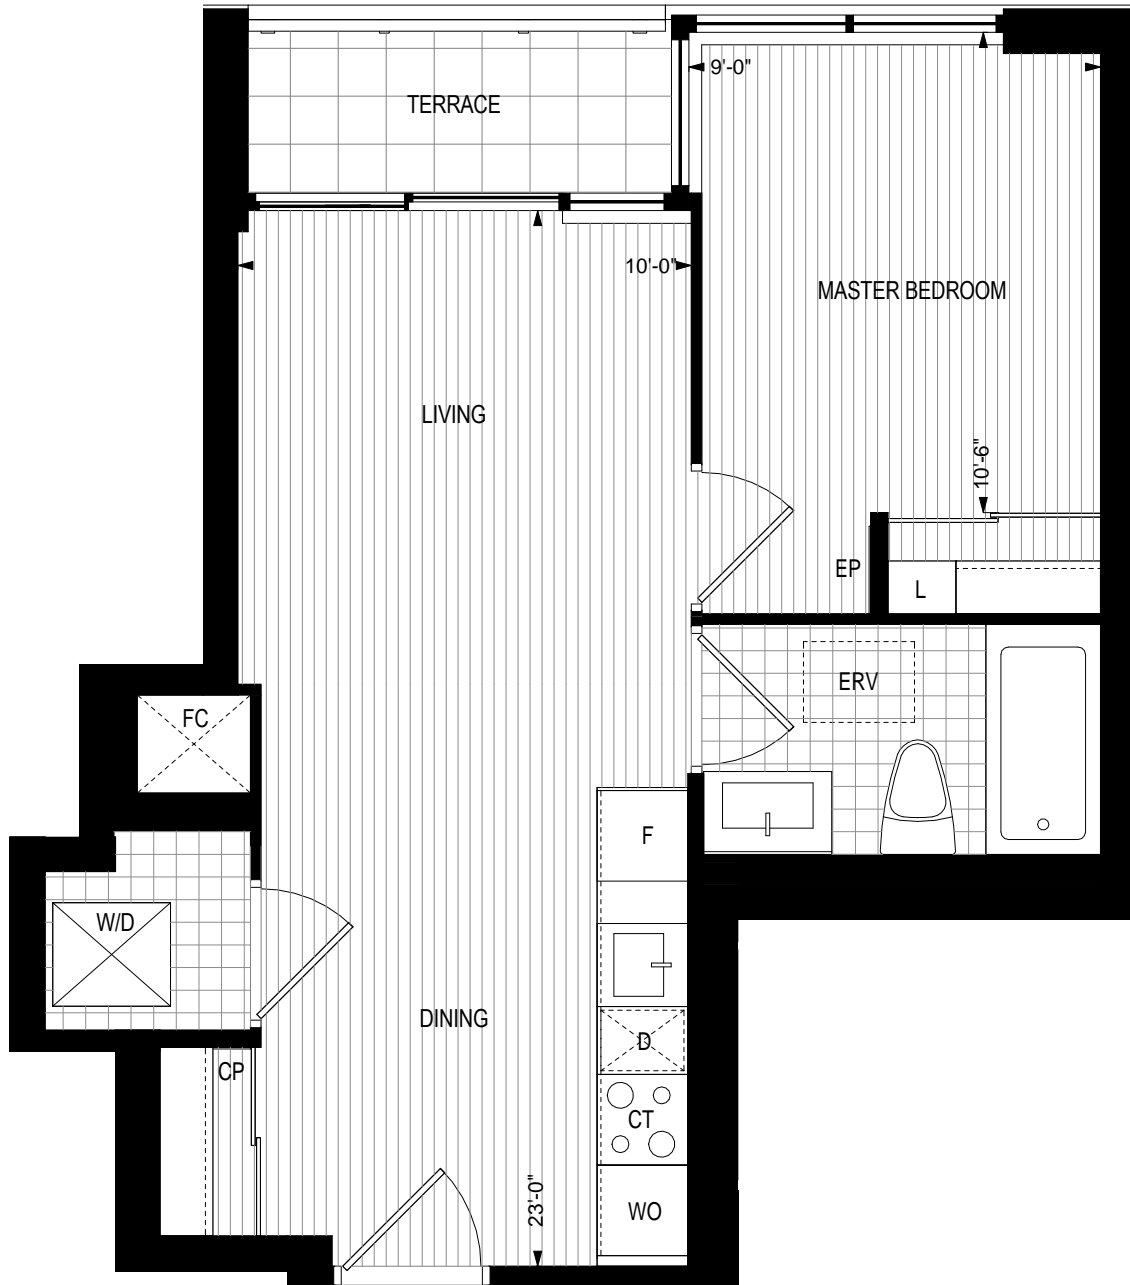 TERRACE
9'-0"
10'-0"
MASTER BEDROOM
LIVING
10'-6"
EP
L
ERV
FC
F
W/D
DINING
D
CP
CT
23'-0"
WO